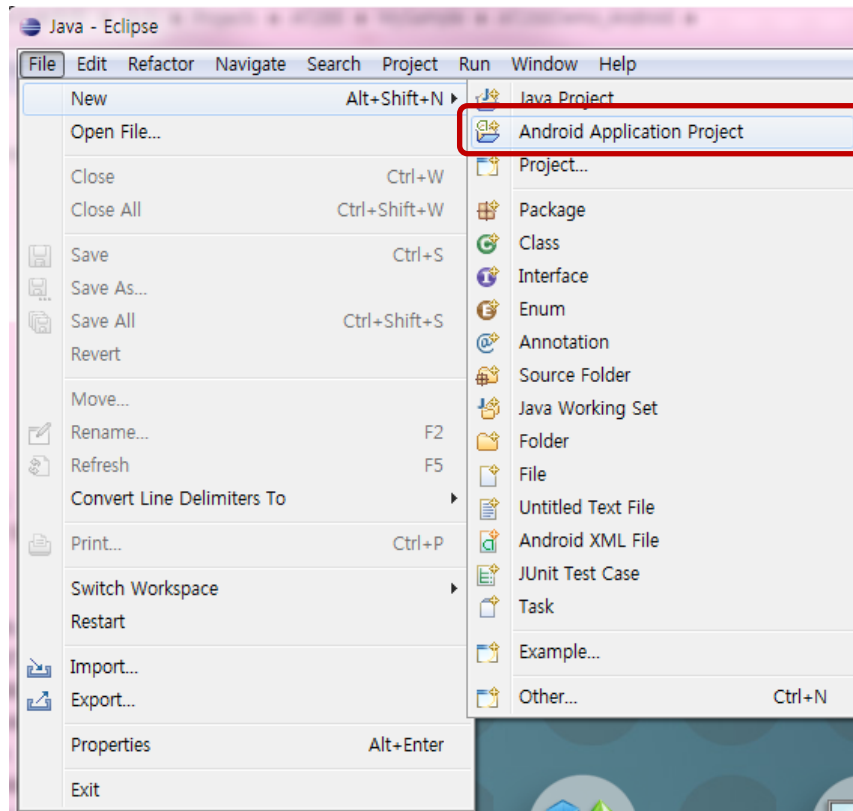 Java - Eclipse
File Edit Refactor Navigate Search Project Run Window Help
New Alt+Shift+N
Open File...
Close Ctrl+W
Close All Ctrl+Shift+W
Save Ctrl+S
Save As...
Save All Ctrl+Shift+S
Revert
Move...
Rename... F2
Refresh F5
Convert Line Delimiters To
Print... Ctrl+P
Switch Workspace
Restart
Import...
Export...
Properties Alt+Enter
Exit
Java Project
Android Application Project
Project...
Package
Class
Interface
Enum
Annotation
Source Folder
Java Working Set
Folder
File
Untitled Text File
Android XML File
JUnit Test Case
Task
Example...
Other... Ctrl+N